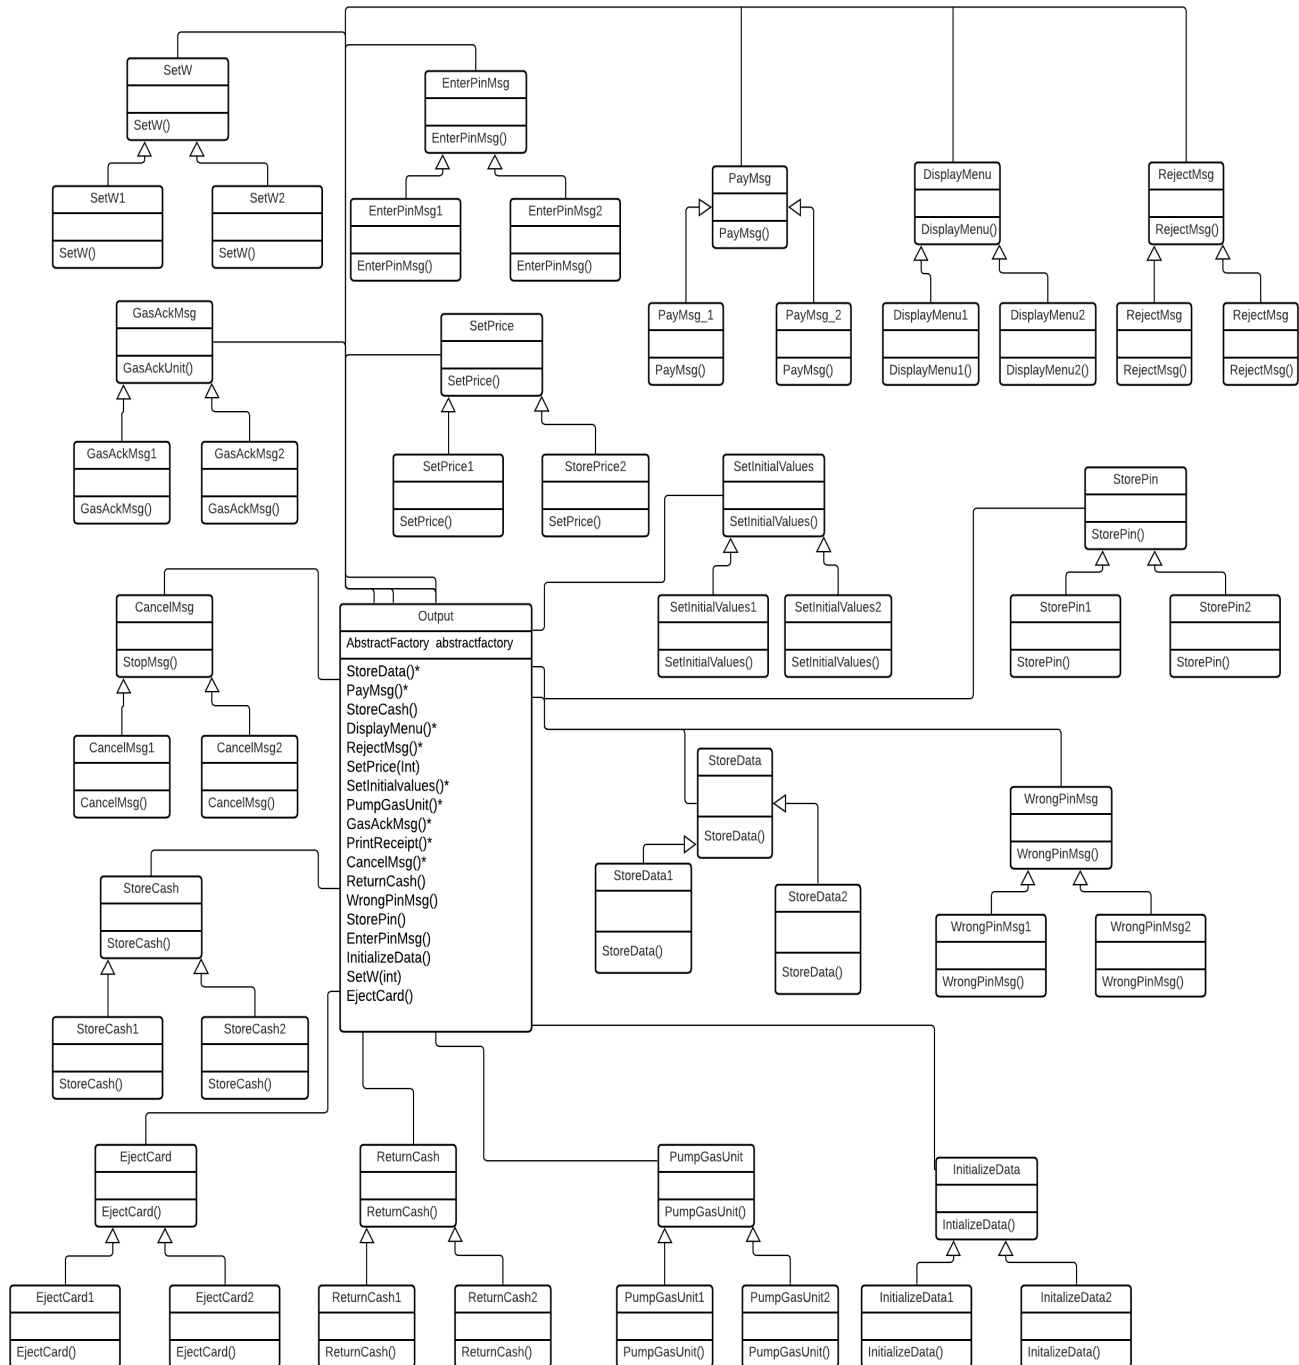 SetW
SetW()
SetW1
SetW()
SetW2
SetW()
EnterPinMsg
EnterPinMsg()
EnterPinMsg1
EnterPinMsg()
EnterPinMsg2
EnterPinMsg()
PayMsg
PayMsg()
PayMsg_1
PayMsg()
PayMsg_2
PayMsg()
DisplayMenu
DisplayMenu()
DisplayMenu1
DisplayMenu1()
DisplayMenu2
DisplayMenu2()
RejectMsg
RejectMsg()
RejectMsg
RejectMsg()
RejectMsg
RejectMsg()
GasAckMsg
GasAckUnit()
GasAckMsg1
GasAckMsg()
GasAckMsg2
GasAckMsg()
SetPrice
SetPrice()
SetPrice1
SetPrice()
StorePrice2
SetPrice()
SetInitialValues
SetInitialValues()
SetInitialValues1
SetInitialValues()
SetInitialValues2
SetInitialValues()
StorePin
StorePin()
StorePin1
StorePin()
StorePin2
StorePin()
CancelMsg
StopMsg()
CancelMsg1
CancelMsg()
CancelMsg2
CancelMsg()
Output
AbstractFactory abstractfactory
StoreData()*
PayMsg()*
StoreCash()
DisplayMenu()*
RejectMsg()*
SetPrice(Int)
SetInitialvalues()*
PumpGasUnit()*
GasAckMsg()*
PrintReceipt()*
CancelMsg()*
ReturnCash()
WrongPinMsg()
StorePin()
EnterPinMsg()
InitializeData()
SetW(int)
EjectCard()
StoreData
StoreData()
StoreData1
StoreData()
StoreData2
StoreData()
WrongPinMsg
WrongPinMsg()
WrongPinMsg1
WrongPinMsg()
WrongPinMsg2
WrongPinMsg()
StoreCash
StoreCash()
StoreCash1
StoreCash()
StoreCash2
StoreCash()
EjectCard
EjectCard()
EjectCard1
EjectCard()
EjectCard2
EjectCard()
ReturnCash
ReturnCash()
ReturnCash1
ReturnCash()
ReturnCash2
ReturnCash()
PumpGasUnit
PumpGasUnit()
PumpGasUnit1
PumpGasUnit()
PumpGasUnit2
PumpGasUnit()
InitializeData
IntializeData()
InitializeData1
InitializeData()
InitalizeData2
InitalizeData()